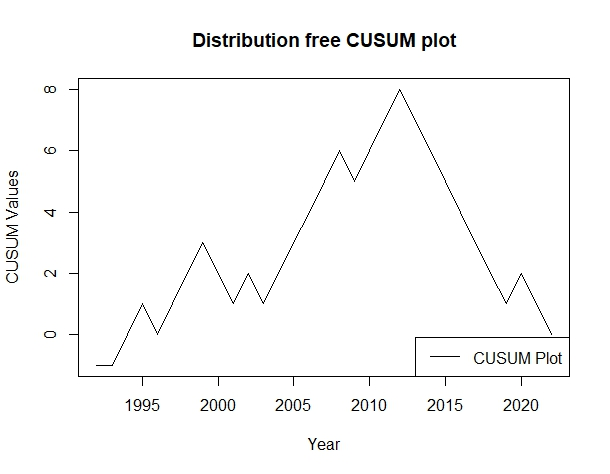 Distribution free CUSUM plot
CUSUM Values
8
6
4
2
0
1995 2000 2005 2010 2015 2020
Year
CUSUM Plot